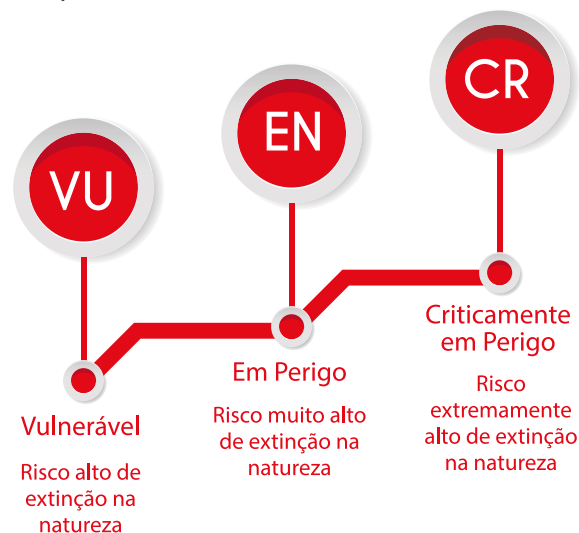 VU
Vulnerável
Risco alto de
extinção na
natureza
EN
Em Perigo
Risco muito alto
de extinção na
natureza
CR
Criticamente
em Perigo
Risco
extremamente
alto de extinção
na natureza